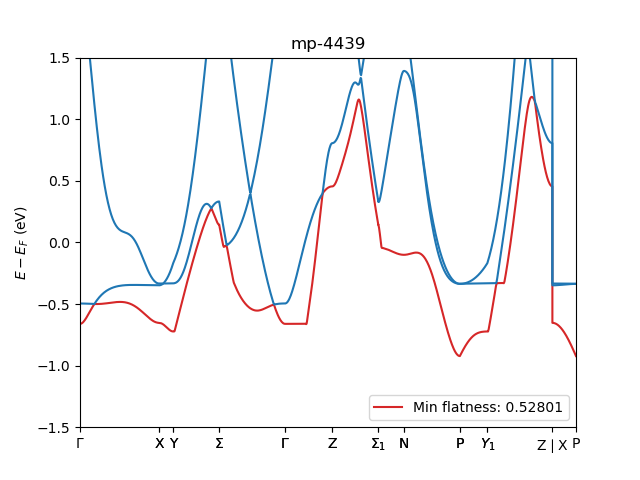 mp-4439
1.5
1.0
0.5
0.0
−0.5
−1.0
−1.5
E − E_F (eV)
Min flatness: 0.52801
Γ X Y Σ Γ Z Σ₁ N P Y₁ Z | X P